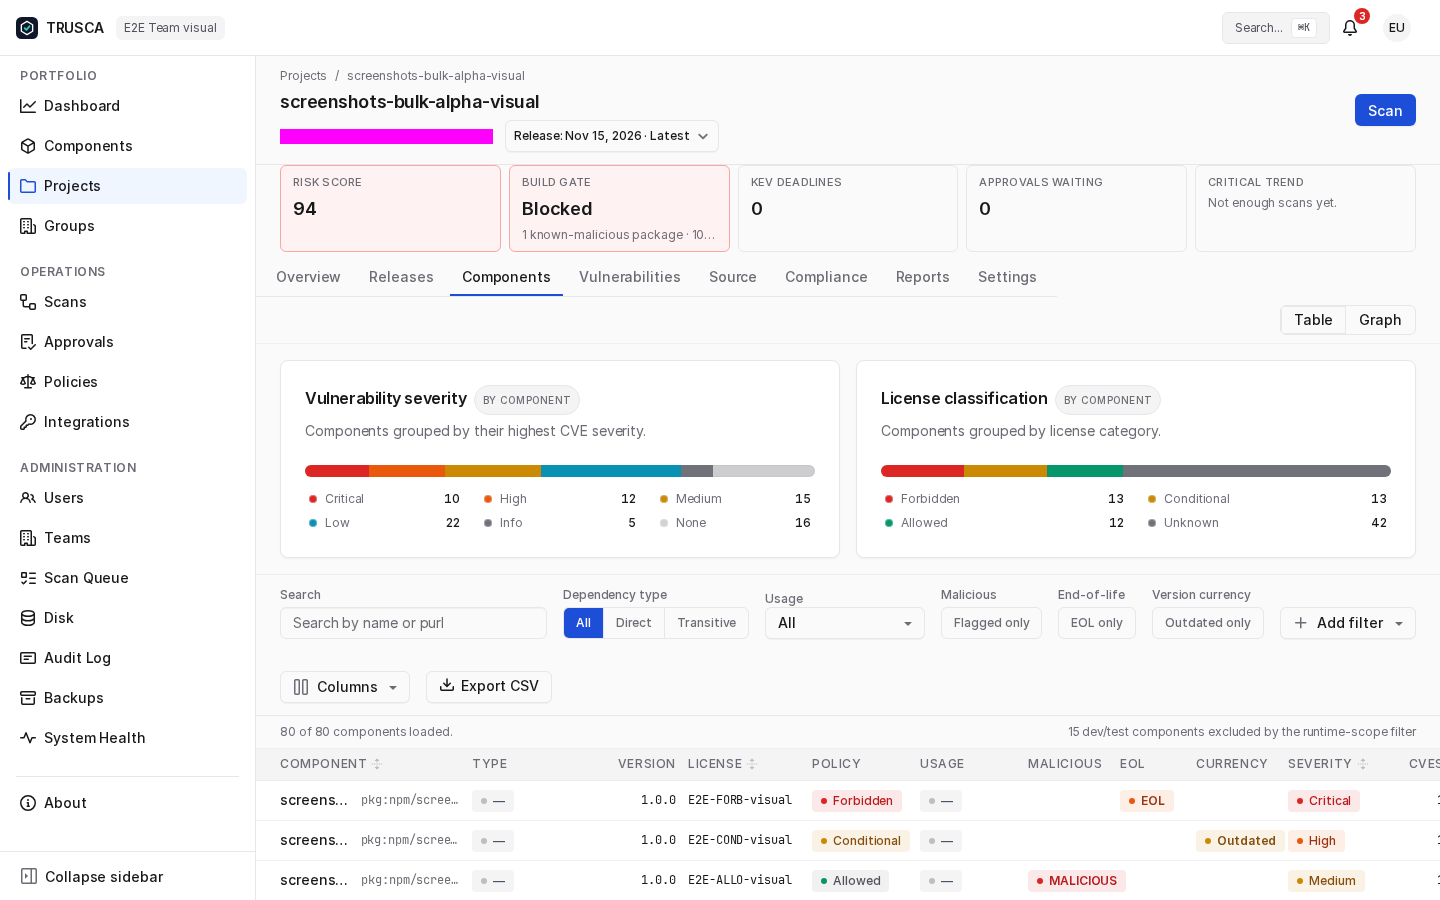 TRUSCA
E2E Team visual
Search...
⌘K
3
EU
PORTFOLIO
Dashboard
Components
Projects
Groups
OPERATIONS
Scans
Approvals
Policies
Integrations
ADMINISTRATION
Users
Teams
Scan Queue
Disk
Audit Log
Backups
System Health
About
Collapse sidebar
Projects / screenshots-bulk-alpha-visual
screenshots-bulk-alpha-visual
Release: Nov 15, 2026 · Latest
Scan
RISK SCORE
94
BUILD GATE
Blocked
1 known-malicious package · 10…
KEV DEADLINES
0
APPROVALS WAITING
0
CRITICAL TREND
Not enough scans yet.
Overview Releases Components Vulnerabilities Source Compliance Reports Settings
Table Graph
Vulnerability severity BY COMPONENT
Components grouped by their highest CVE severity.
Critical 10 High 12 Medium 15
Low 22 Info 5 None 16
License classification BY COMPONENT
Components grouped by license category.
Forbidden 13 Conditional 13
Allowed 12 Unknown 42
Search
Search by name or purl
Dependency type
All Direct Transitive
Usage
All
Malicious
Flagged only
End-of-life
EOL only
Version currency
Outdated only
Add filter
Columns
Export CSV
80 of 80 components loaded.
15 dev/test components excluded by the runtime-scope filter
COMPONENT TYPE VERSION LICENSE POLICY USAGE MALICIOUS EOL CURRENCY SEVERITY CVES
screens… pkg:npm/scree… — 1.0.0 E2E-FORB-visual Forbidden — EOL Critical
screens… pkg:npm/scree… — 1.0.0 E2E-COND-visual Conditional — Outdated High
screens… pkg:npm/scree… — 1.0.0 E2E-ALLO-visual Allowed — MALICIOUS Medium